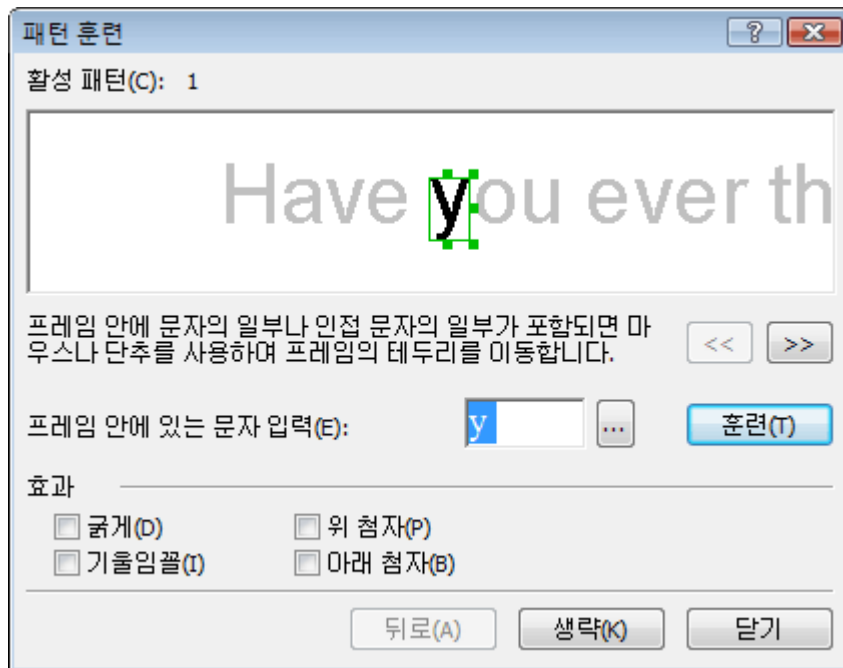 패턴 훈련
활성 패턴(C): 1
Have you ever th
프레임 안에 문자의 일부나 인접 문자의 일부가 포함되면 마
우스나 단추를 사용하여 프레임의 테두리를 이동합니다.
<< >>
프레임 안에 있는 문자 입력(E): y ... 훈련(T)
효과
굵게(D) 위 첨자(P)
기울임꼴(I) 아래 첨자(B)
뒤로(A) 생략(K) 닫기